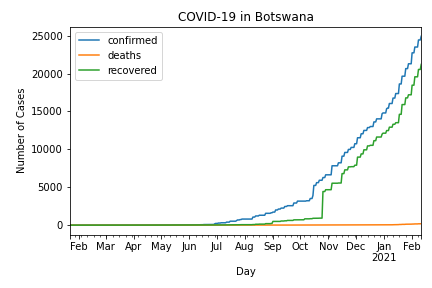 COVID-19 in Botswana
confirmed
deaths
recovered
25000
20000
15000
10000
5000
0
Number of Cases
Feb Mar Apr May Jun Jul Aug Sep Oct Nov Dec Jan Feb
2021
Day